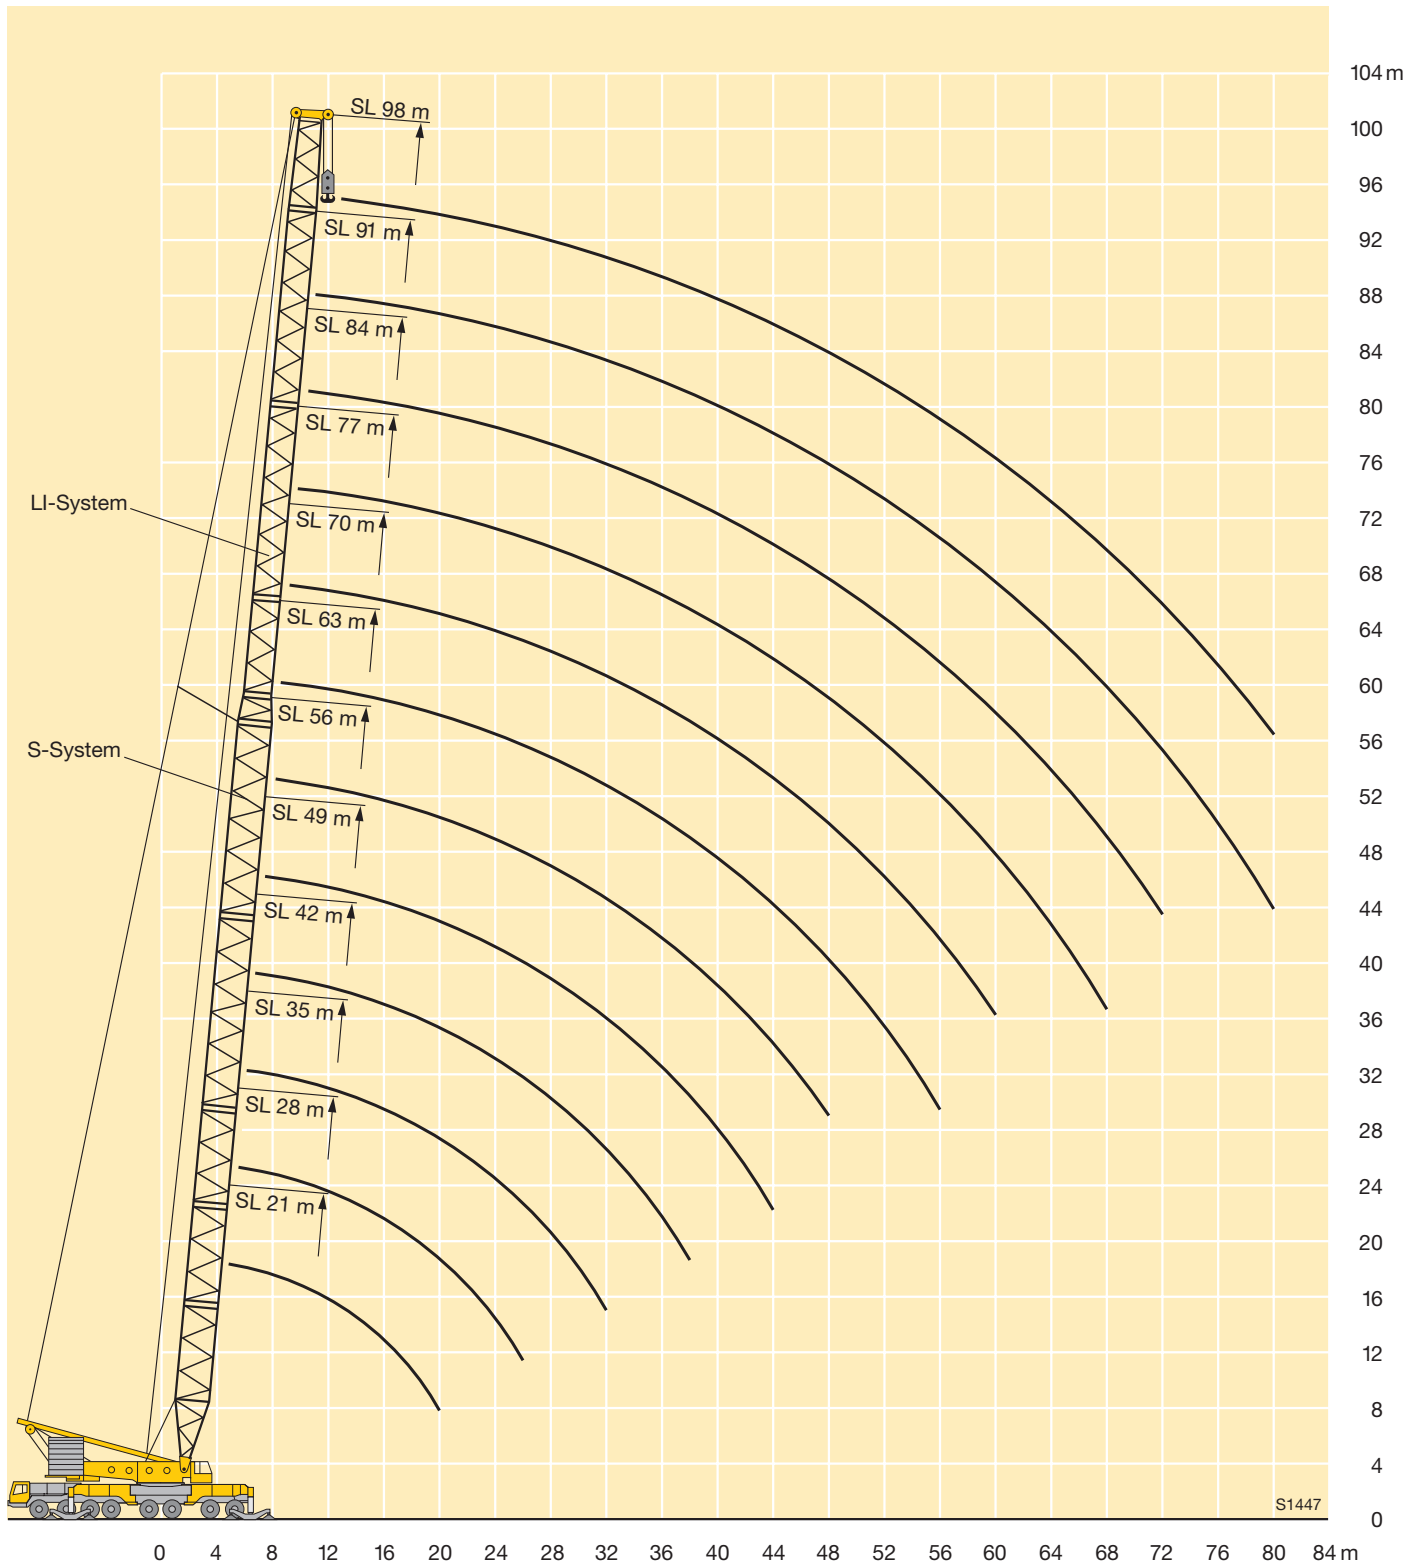 104 m
SL 98 m
100
96
SL 91 m
92
88
SL 84 m
84
80
SL 77 m
76
LI-System
SL 70 m
72
68
SL 63 m
64
60
SL 56 m
S-System
56
52
SL 49 m
48
SL 42 m
44
40
SL 35 m
36
32
SL 28 m
28
24
SL 21 m
20
16
12
8
4
S1447
0
0 4 8 12 16 20 24 28 32 36 40 44 48 52 56 60 64 68 72 76 80 84 m